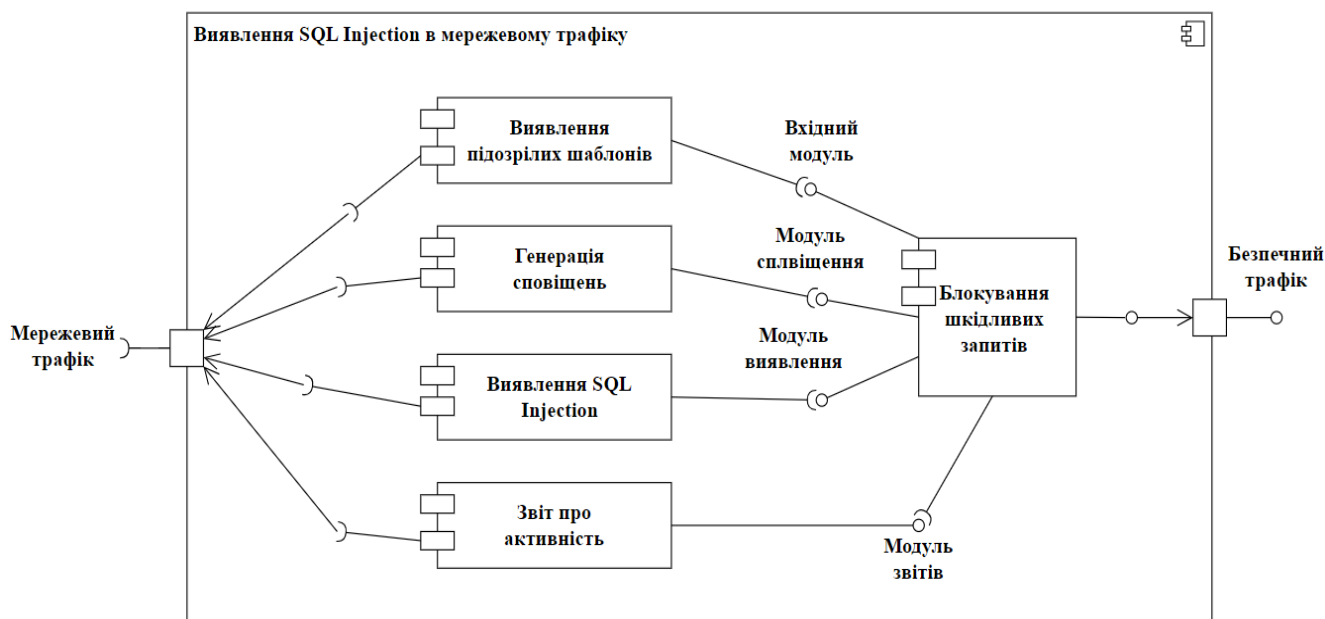 Виявлення SQL Injection в мережевому трафіку
Виявлення
підозрілих шаблонів
Вхідний
модуль
Генерація
сповіщень
Модуль
сплвіщення
Мережевий
трафік
Блокування
шкідливих
запитів
Безпечний
трафік
Виявлення SQL
Injection
Модуль
виявлення
Звіт про
активність
Модуль
звітів